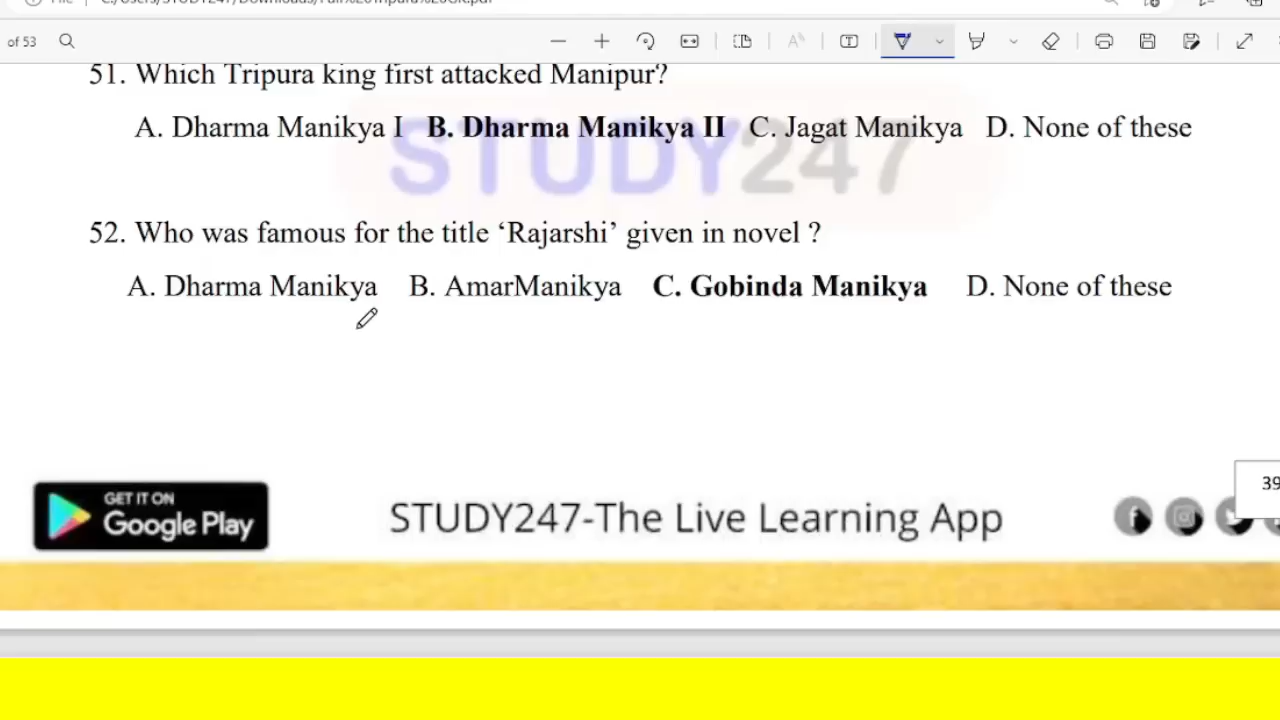 of 53
51. Which Tripura king first attacked Manipur?
A. Dharma Manikya I B. Dharma Manikya II C. Jagat Manikya D. None of these
STUDY247
52. Who was famous for the title ‘Rajarshi’ given in novel ?
A. Dharma Manikya B. AmarManikya C. Gobinda Manikya D. None of these
39
GET IT ON
Google Play
STUDY247-The Live Learning App